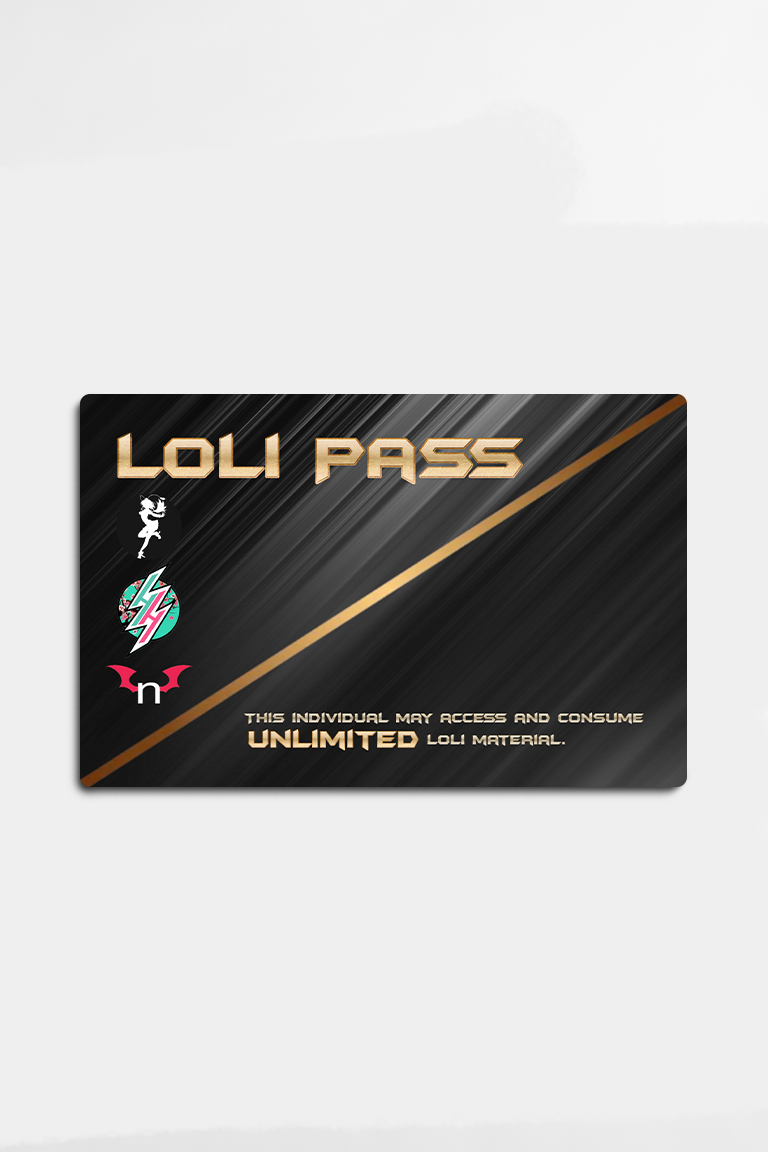 LOLI PASS
n
THIS INDIVIDUAL MAY ACCESS AND CONSUME
UNLIMITED LOLI MATERIAL.